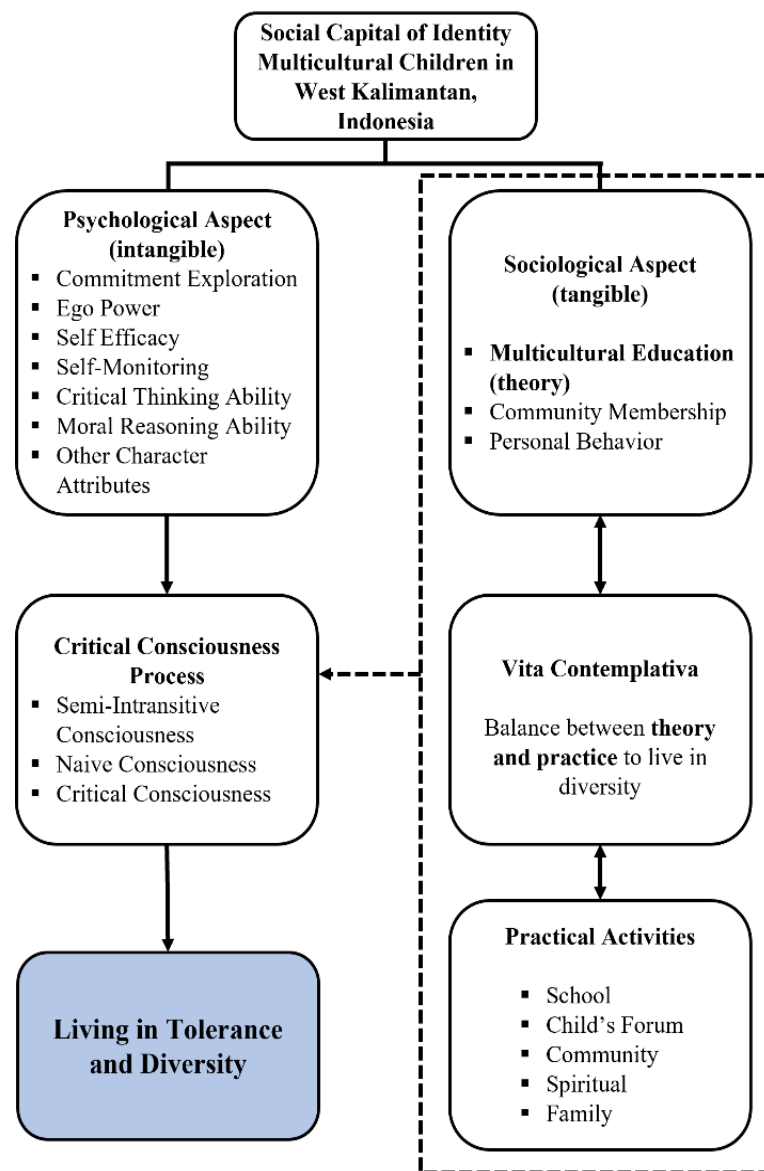 Social Capital of Identity
Multicultural Children in
West Kalimantan,
Indonesia
Psychological Aspect
(intangible)
▪ Commitment Exploration
▪ Ego Power
▪ Self Efficacy
▪ Self-Monitoring
▪ Critical Thinking Ability
▪ Moral Reasoning Ability
▪ Other Character
Attributes
Sociological Aspect
(tangible)
▪ Multicultural Education
(theory)
▪ Community Membership
▪ Personal Behavior
Critical Consciousness
Process
▪ Semi-Intransitive
Consciousness
▪ Naive Consciousness
▪ Critical Consciousness
Vita Contemplativa
Balance between theory
and practice to live in
diversity
Living in Tolerance
and Diversity
Practical Activities
▪ School
▪ Child's Forum
▪ Community
▪ Spiritual
▪ Family